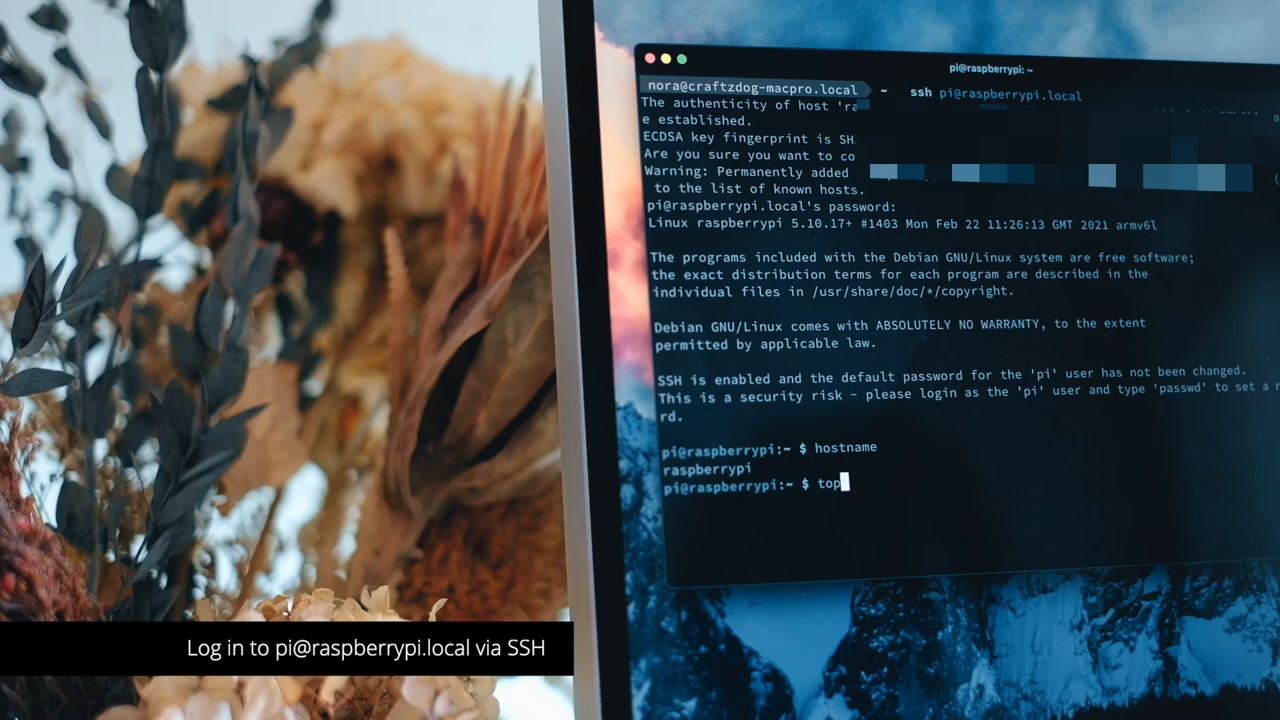 pi@raspberrypi: ~
nora@craftzdog-macpro.local ~ ssh pi@raspberrypi.local
The authenticity of host
e established.
ECDSA key fingerprint is SH
Are you sure you want to co
Warning: Permanently added
to the list of known hosts.
pi@raspberrypi.local's password:
Linux raspberrypi 5.10.17+ #1403 Mon Feb 22 11:26:13 GMT 2021 armv6l
The programs included with the Debian GNU/Linux system are free software;
the exact distribution terms for each program are described in the
individual files in /usr/share/doc/*/copyright.
Debian GNU/Linux comes with ABSOLUTELY NO WARRANTY, to the extent
permitted by applicable law.
SSH is enabled and the default password for the 'pi' user has not been changed.
This is a security risk - please login as the 'pi' user and type 'passwd' to set a n
rd.
pi@raspberrypi:~ $ hostname
raspberrypi
pi@raspberrypi:~ $ top
Log in to pi@raspberrypi.local via SSH